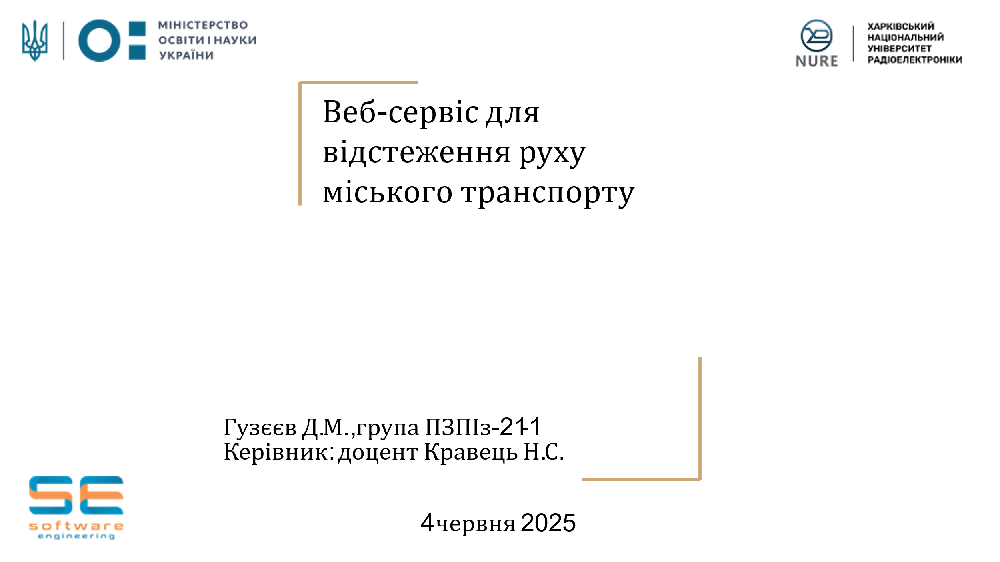 МІНІСТЕРСТВО
ОСВІТИ І НАУКИ
УКРАЇНИ
NURE
ХАРКІВСЬКИЙ
НАЦІОНАЛЬНИЙ
УНІВЕРСИТЕТ
РАДІОЕЛЕКТРОНІКИ
Веб-сервіс для
відстеження руху
міського транспорту
Гузєєв Д.М.,група ПЗПІз-21-1
Керівник: доцент Кравець Н.С.
SE
software
engineering
4 червня 2025